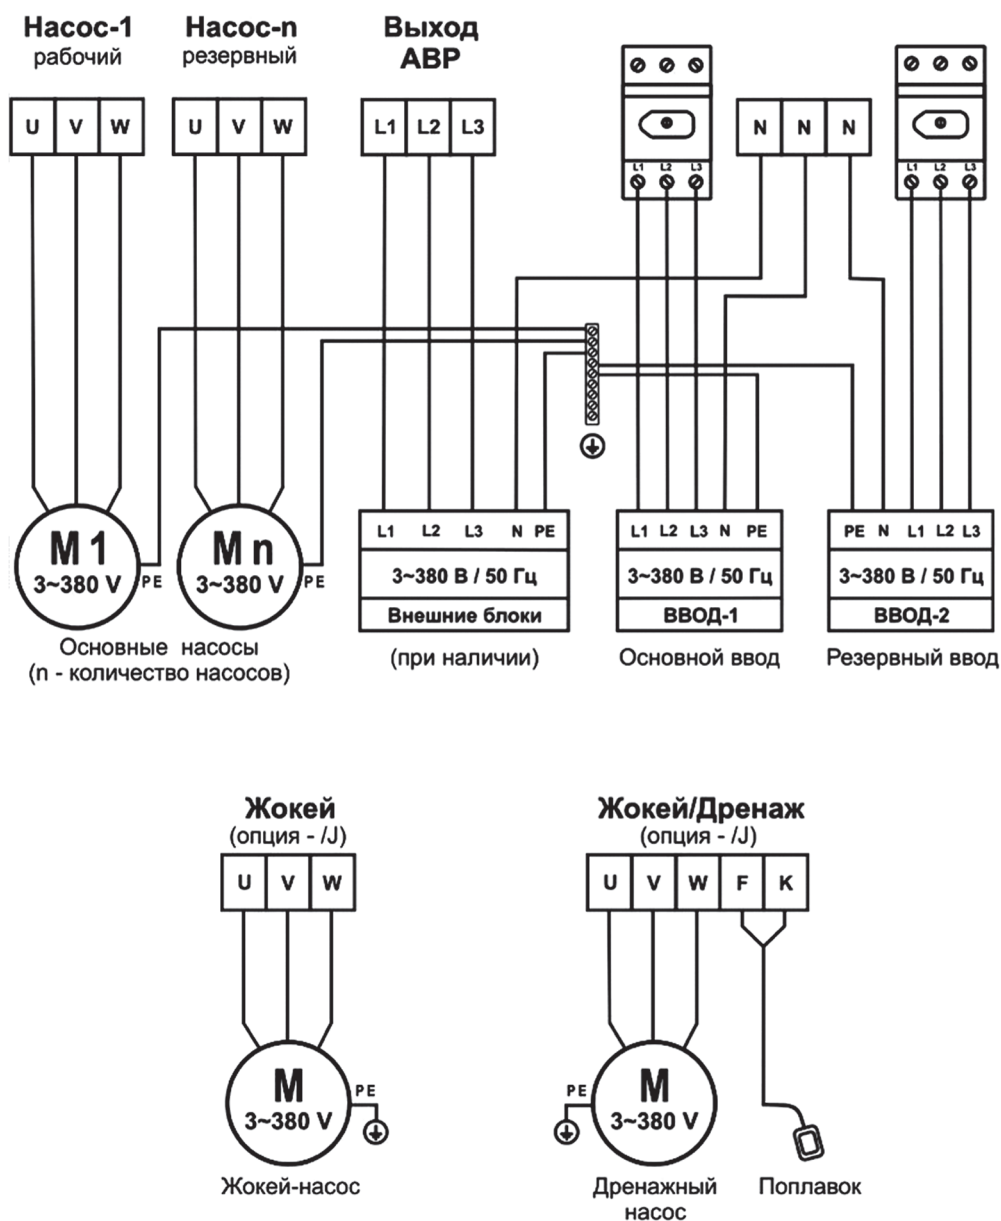 Насос-1
рабочий
U V W
Насос-n
резервный
U V W
Выход
АВР
L1 L2 L3
L1 L2 L3
N N N
L1 L2 L3
М 1
3~380 V
PE
М n
3~380 V
PE
Основные насосы
(n - количество насосов)
L1 L2 L3 N PE
3~380 В / 50 Гц
Внешние блоки
(при наличии)
L1 L2 L3 N PE
3~380 В / 50 Гц
ВВОД-1
Основной ввод
PE N L1 L2 L3
3~380 В / 50 Гц
ВВОД-2
Резервный ввод
Жокей
(опция - /J)
U V W
М
3~380 V
PE
Жокей-насос
Жокей/Дренаж
(опция - /J)
U V W F K
PE
М
3~380 V
Дренажный
насос
Поплавок